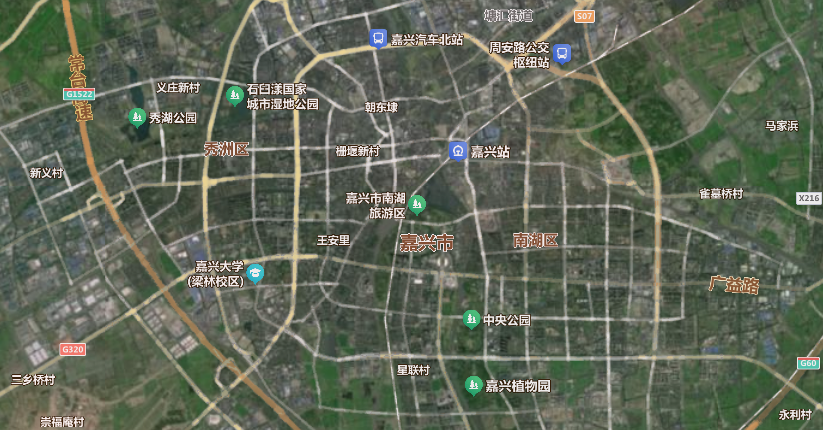 城汇街道
S07
嘉兴汽车北站
周安路公交
枢纽站
常台高速
G1522
义庄新村
石臼漾国家
城市湿地公园
朝东埭
秀湖公园
马家浜
秀洲区
栅堰新村
嘉兴站
新义村
嘉兴市南湖
旅游区
雀墓桥村
X216
王安里
嘉兴市
南湖区
嘉兴大学
(梁林校区)
广益路
中央公园
G320
G60
三乡桥村
星联村
嘉兴植物园
崇福庵村
永利村